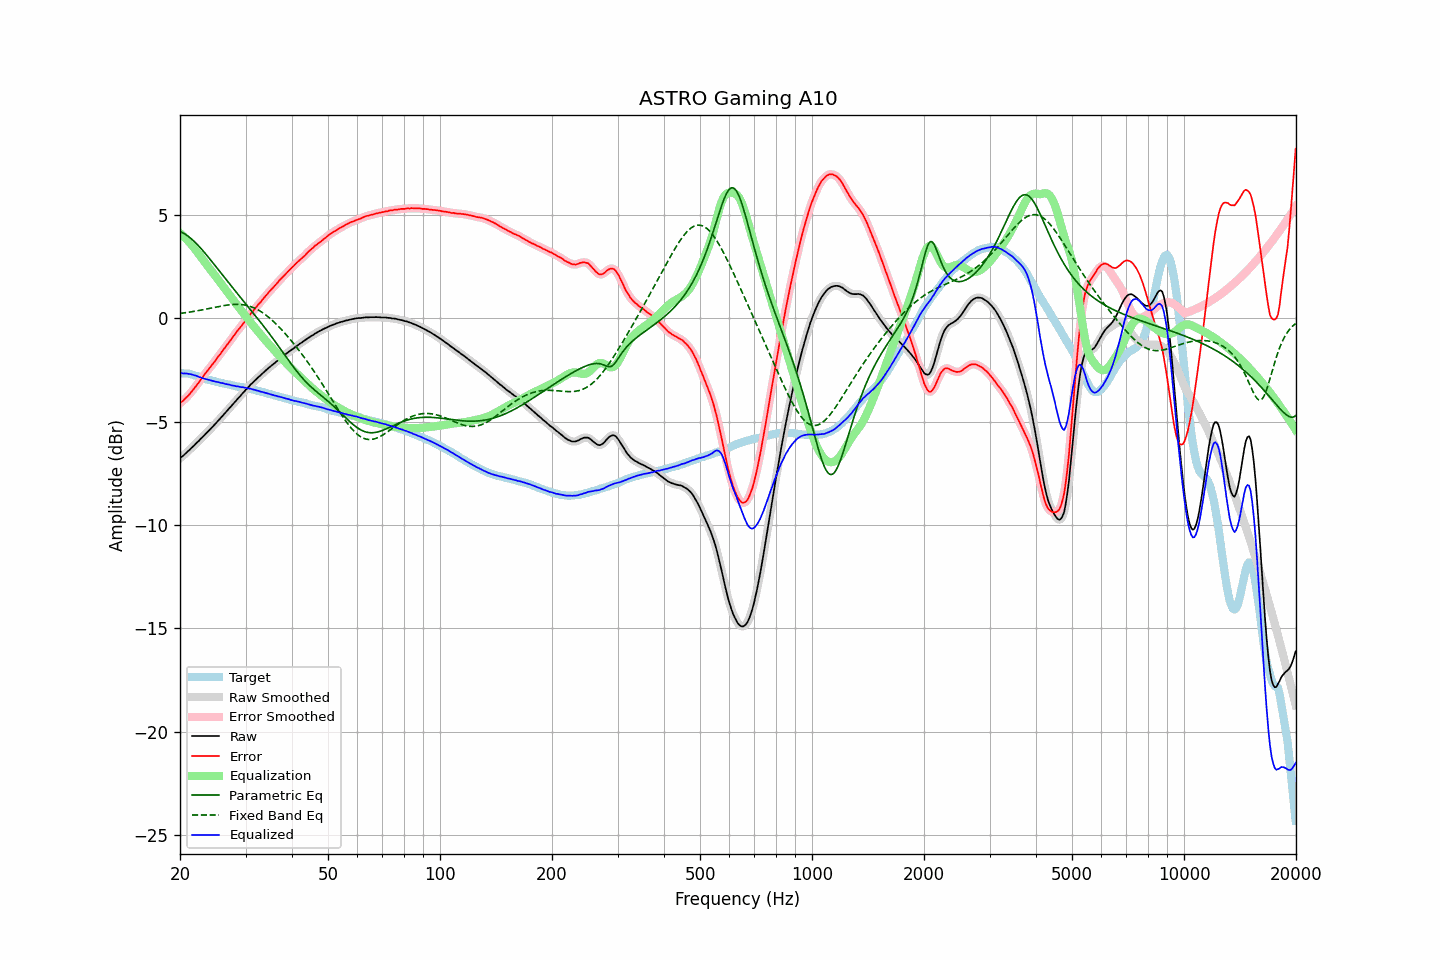 ASTRO Gaming A10
Amplitude (dBr)
5
0
−5
−10
−15
−20
−25
Target
Raw Smoothed
Error Smoothed
Raw
Error
Equalization
Parametric Eq
Fixed Band Eq
Equalized
20 50 100 200 500 1000 2000 5000 10000 20000
Frequency (Hz)